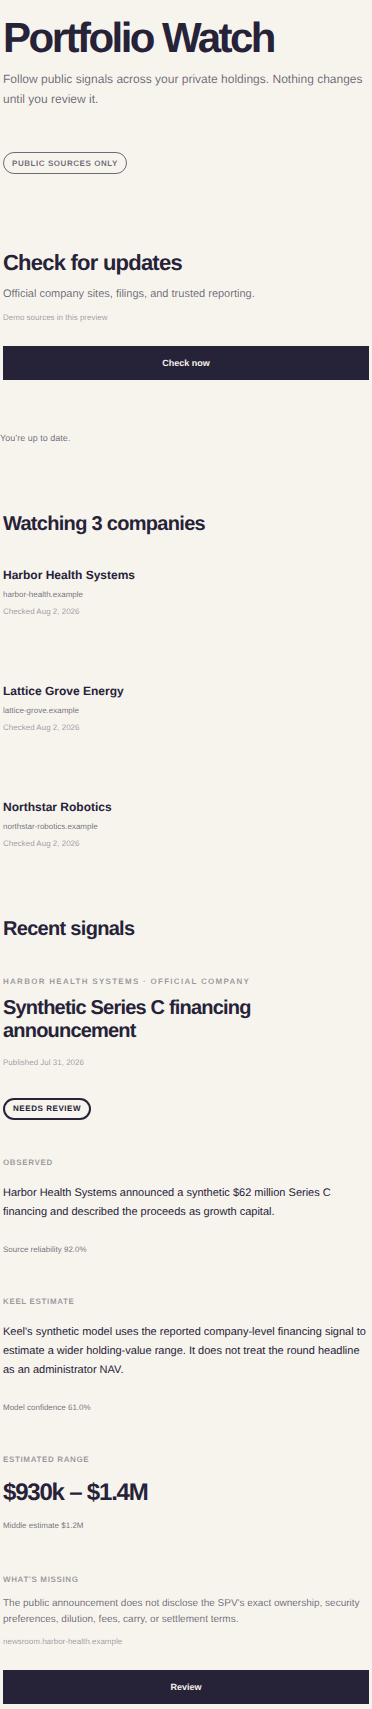 Portfolio Watch
Follow public signals across your private holdings. Nothing changes
until you review it.
PUBLIC SOURCES ONLY
Check for updates
Official company sites, filings, and trusted reporting.
Demo sources in this preview
Check now
You're up to date.
Watching 3 companies
Harbor Health Systems
harbor-health.example
Checked Aug 2, 2026
Lattice Grove Energy
lattice-grove.example
Checked Aug 2, 2026
Northstar Robotics
northstar-robotics.example
Checked Aug 2, 2026
Recent signals
HARBOR HEALTH SYSTEMS · OFFICIAL COMPANY
Synthetic Series C financing
announcement
Published Jul 31, 2026
NEEDS REVIEW
OBSERVED
Harbor Health Systems announced a synthetic $62 million Series C
financing and described the proceeds as growth capital.
Source reliability 92.0%
KEEL ESTIMATE
Keel's synthetic model uses the reported company-level financing signal to
estimate a wider holding-value range. It does not treat the round headline
as an administrator NAV.
Model confidence 61.0%
ESTIMATED RANGE
$930k – $1.4M
Middle estimate $1.2M
WHAT'S MISSING
The public announcement does not disclose the SPV's exact ownership, security
preferences, dilution, fees, carry, or settlement terms.
newsroom.harbor-health.example
Review